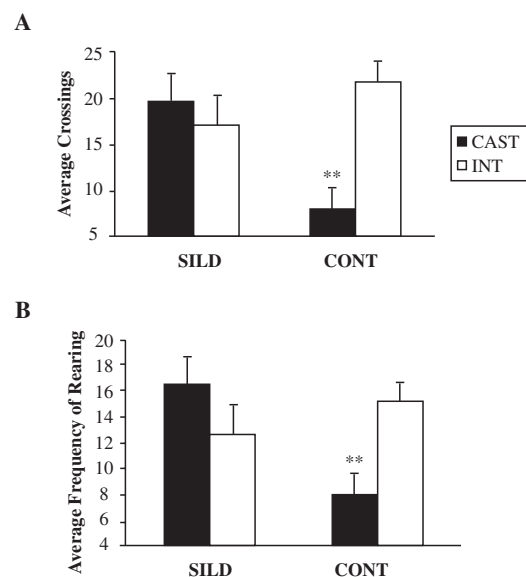 A
Average Crossings
25
20
15
10
5
**
SILD
CONT
CAST
INT
B
Average Frequency of Rearing
20
18
16
14
12
10
8
6
4
**
SILD
CONT